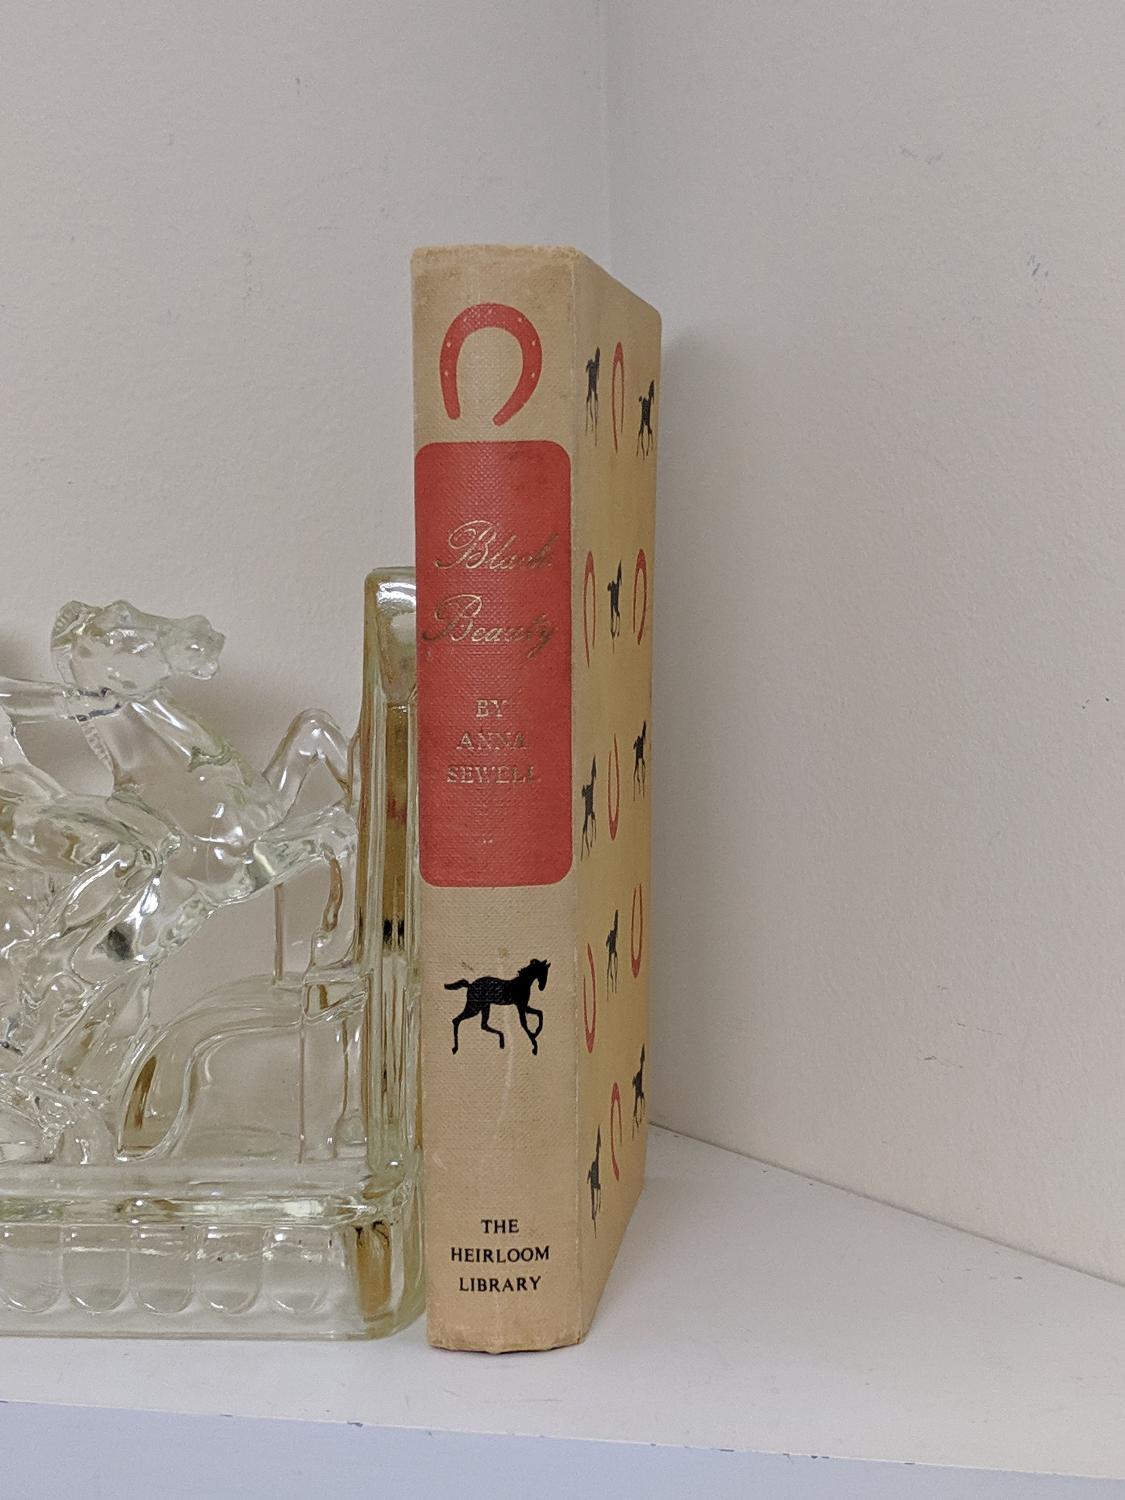 Black
Beauty
BY
ANNA
SEWELL
THE
HEIRLOOM
LIBRARY